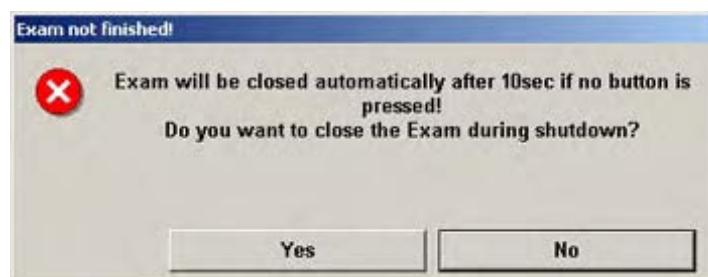 Exam not finished!
Exam will be closed automatically after 10sec if no button is
pressed!
Do you want to close the Exam during shutdown?
Yes
No